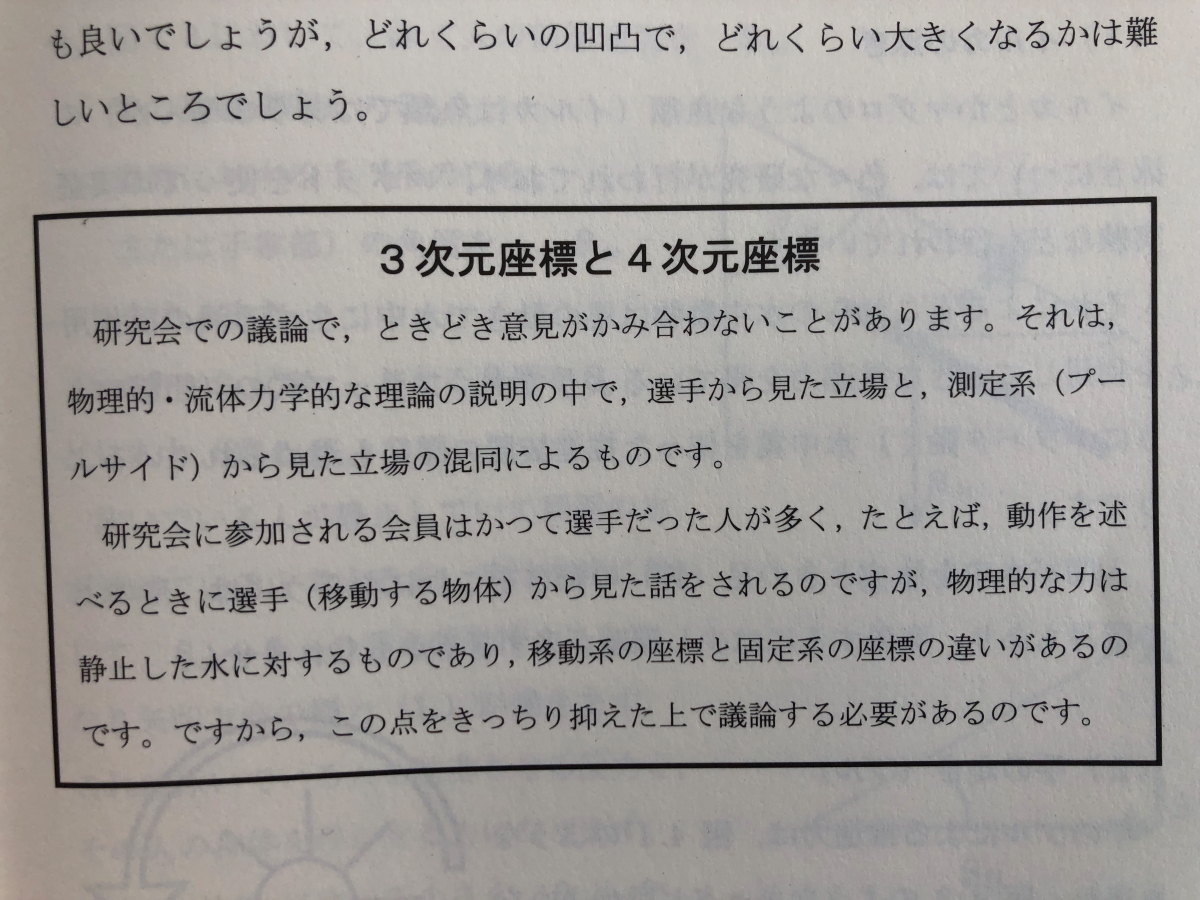 も良いでしょうが，どれくらいの凹凸で，どれくらい大きくなるかは難
しいところでしょう。
3次元座標と4次元座標
研究会での議論で，ときどき意見がかみ合わないことがあります。それは，
物理的・流体力学的な理論の説明の中で，選手から見た立場と，測定系（プー
ルサイド）から見た立場の混同によるものです。
研究会に参加される会員はかつて選手だった人が多く，たとえば，動作を述
べるときに選手（移動する物体）から見た話をされるのですが，物理的な力は
静止した水に対するものであり，移動系の座標と固定系の座標の違いがあるの
です。ですから，この点をきっちり抑えた上で議論する必要があるのです。